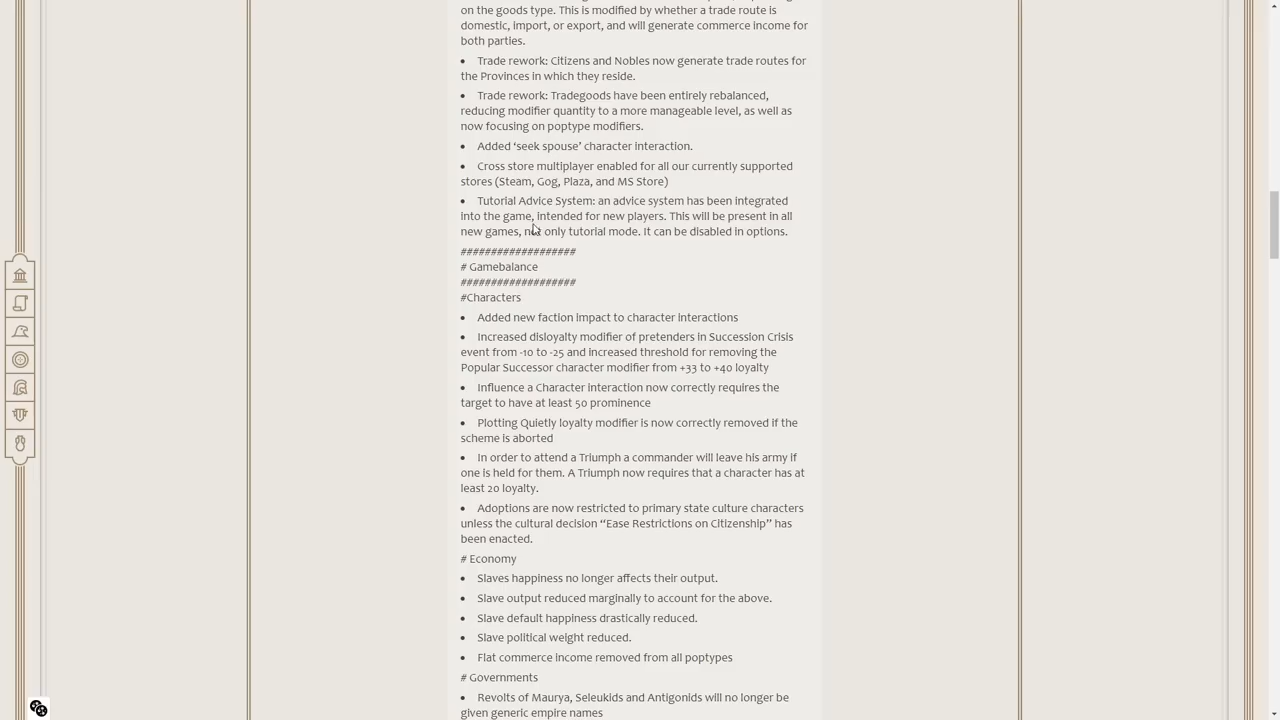 on the goods type. This is modified by whether a trade route is
domestic, import, or export, and will generate commerce income for
both parties.
• Trade rework: Citizens and Nobles now generate trade routes for
the Provinces in which they reside.
• Trade rework: Tradegoods have been entirely rebalanced,
reducing modifier quantity to a more manageable level, as well as
now focusing on poptype modifiers.
• Added ‘seek spouse’ character interaction.
• Cross store multiplayer enabled for all our currently supported
stores (Steam, Gog, Plaza, and MS Store)
• Tutorial Advice System: an advice system has been integrated
into the game, intended for new players. This will be present in all
new games, not only tutorial mode. It can be disabled in options.
###################
# Gamebalance
###################
#Characters
• Added new faction impact to character interactions
• Increased disloyalty modifier of pretenders in Succession Crisis
event from -10 to -25 and increased threshold for removing the
Popular Successor character modifier from +33 to +40 loyalty
• Influence a Character interaction now correctly requires the
target to have at least 50 prominence
• Plotting Quietly loyalty modifier is now correctly removed if the
scheme is aborted
• In order to attend a Triumph a commander will leave his army if
one is held for them. A Triumph now requires that a character has at
least 20 loyalty.
• Adoptions are now restricted to primary state culture characters
unless the cultural decision “Ease Restrictions on Citizenship” has
been enacted.
# Economy
• Slaves happiness no longer affects their output.
• Slave output reduced marginally to account for the above.
• Slave default happiness drastically reduced.
• Slave political weight reduced.
• Flat commerce income removed from all poptypes
# Governments
• Revolts of Maurya, Seleukids and Antigonids will no longer be
given generic empire names